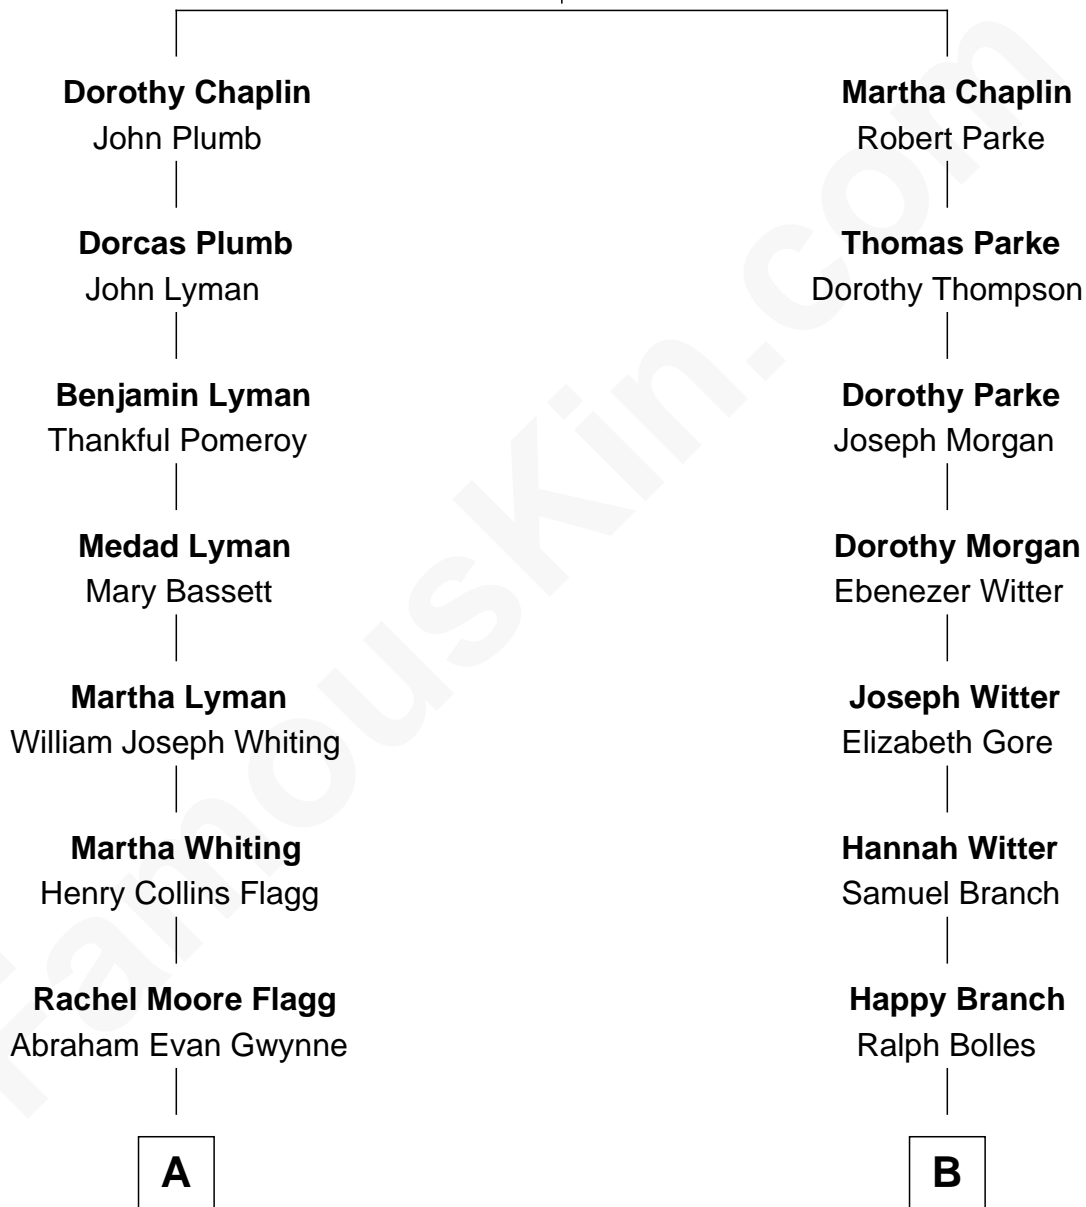 Dorothy Chaplin
John Plumb
Dorcas Plumb
John Lyman
Benjamin Lyman
Thankful Pomeroy
Medad Lyman
Mary Bassett
Martha Lyman
William Joseph Whiting
Martha Whiting
Henry Collins Flagg
Rachel Moore Flagg
Abraham Evan Gwynne
A
Martha Chaplin
Robert Parke
Thomas Parke
Dorothy Thompson
Dorothy Parke
Joseph Morgan
Dorothy Morgan
Ebenezer Witter
Joseph Witter
Elizabeth Gore
Hannah Witter
Samuel Branch
Happy Branch
Ralph Bolles
B
FamousKin.com